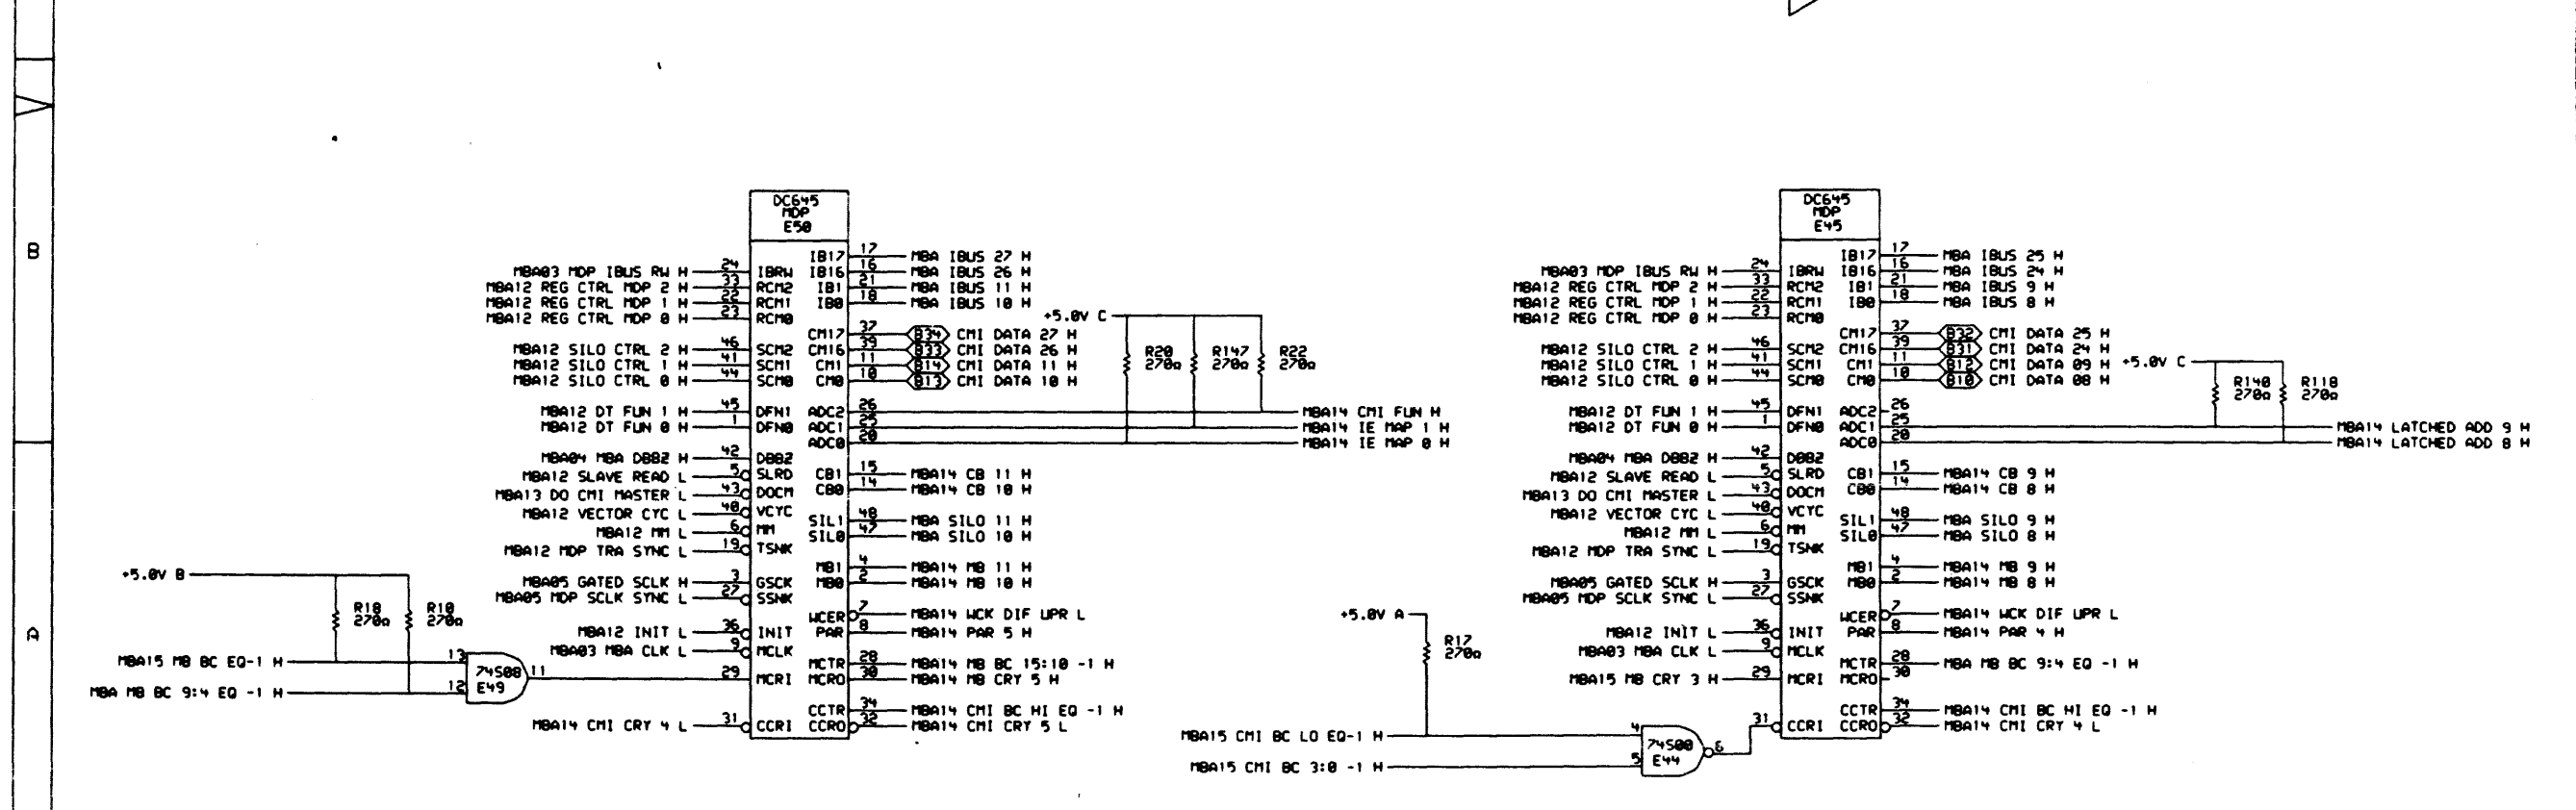 B
A
DC645
MDP
E50
MBA03 MDP IBUS RW H 24 IBRW
MBA12 REG CTRL MDP 2 H 33 RCM2
MBA12 REG CTRL MDP 1 H 22 RCM1
MBA12 REG CTRL MDP 0 H 23 RCM0
MBA12 SILO CTRL 2 H 46 SCM2
MBA12 SILO CTRL 1 H 41 SCM1
MBA12 SILO CTRL 0 H 44 SCM0
MBA12 DT FUN 1 H 45 DFN1
MBA12 DT FUN 0 H 1 DFN0
MBA04 MBA DBBZ H 42 DBBZ
MBA12 SLAVE READ L 5 SLRD
MBA13 DO CMI MASTER L 43 DOCM
MBA12 VECTOR CYC L 40 VCYC
MBA12 MM L 6 MM
MBA12 MDP TRA SYNC L 19 TSNK
MBA05 GATED SCLK H 3 GSCK
MBA05 MDP SCLK SYNC L 27 SSNK
MBA12 INIT L 36 INIT
MBA03 MBA CLK L 9 MCLK
29 MCRI
MBA14 CMI CRY 4 L 31 CCRI
IB17 17 MBA IBUS 27 H
IB16 16 MBA IBUS 26 H
IB1 21 MBA IBUS 11 H
IB0 18 MBA IBUS 10 H
CM17 37 B34 CMI DATA 27 H
CM16 39 B33 CMI DATA 26 H
CM1 11 B14 CMI DATA 11 H
CM0 10 B13 CMI DATA 10 H
ADC2 26 MBA14 CMI FUN H
ADC1 25 MBA14 IE MAP 1 H
ADC0 20 MBA14 IE MAP 0 H
CB1 15 MBA14 CB 11 H
CB0 14 MBA14 CB 10 H
SIL1 48 MBA SILO 11 H
SIL0 47 MBA SILO 10 H
MB1 4 MBA14 MB 11 H
MB0 2 MBA14 MB 10 H
WCER 7 MBA14 WCK DIF UPR L
PAR 8 MBA14 PAR 5 H
MCTR 28 MBA14 MB BC 15:10 -1 H
MCRO 30 MBA14 MB CRY 5 H
CCTR 34 MBA14 CMI BC HI EQ -1 H
CCRO 32 MBA14 CMI CRY 5 L
+5.0V C
R20
270Ω
R147
270Ω
R22
270Ω
+5.0V B
R18
270Ω
R10
270Ω
MBA15 MB BC EQ-1 H 13
MBA MB BC 9:4 EQ -1 H 12
74S08
E49
11
DC645
MDP
E45
MBA03 MDP IBUS RW H 24 IBRW
MBA12 REG CTRL MDP 2 H 33 RCM2
MBA12 REG CTRL MDP 1 H 22 RCM1
MBA12 REG CTRL MDP 0 H 23 RCM0
MBA12 SILO CTRL 2 H 46 SCM2
MBA12 SILO CTRL 1 H 41 SCM1
MBA12 SILO CTRL 0 H 44 SCM0
MBA12 DT FUN 1 H 45 DFN1
MBA12 DT FUN 0 H 1 DFN0
MBA04 MBA DBBZ H 42 DBBZ
MBA12 SLAVE READ L 5 SLRD
MBA13 DO CMI MASTER L 43 DOCM
MBA12 VECTOR CYC L 40 VCYC
MBA12 MM L 6 MM
MBA12 MDP TRA SYNC L 19 TSNK
MBA05 GATED SCLK H 3 GSCK
MBA05 MDP SCLK SYNC L 27 SSNK
MBA12 INIT L 36 INIT
MBA03 MBA CLK L 9 MCLK
MBA15 MB CRY 3 H 29 MCRI
31 CCRI
IB17 17 MBA IBUS 25 H
IB16 16 MBA IBUS 24 H
IB1 21 MBA IBUS 9 H
IB0 18 MBA IBUS 8 H
CM17 37 B32 CMI DATA 25 H
CM16 39 B31 CMI DATA 24 H
CM1 11 B12 CMI DATA 09 H
CM0 10 B10 CMI DATA 08 H
ADC2 26
ADC1 25 MBA14 LATCHED ADD 9 H
ADC0 20 MBA14 LATCHED ADD 8 H
CB1 15 MBA14 CB 9 H
CB0 14 MBA14 CB 8 H
SIL1 48 MBA SILO 9 H
SIL0 47 MBA SILO 8 H
MB1 4 MBA14 MB 9 H
MB0 2 MBA14 MB 8 H
WCER 7 MBA14 WCK DIF UPR L
PAR 8 MBA14 PAR 4 H
MCTR 28 MBA MB BC 9:4 EQ -1 H
MCRO 30
CCTR 34 MBA14 CMI BC HI EQ -1 H
CCRO 32 MBA14 CMI CRY 4 L
+5.0V C
R140
270Ω
R118
270Ω
+5.0V A
R17
270Ω
MBA15 CMI BC LO EQ-1 H 4
MBA15 CMI BC 3:0 -1 H 5
74S00
E44
6